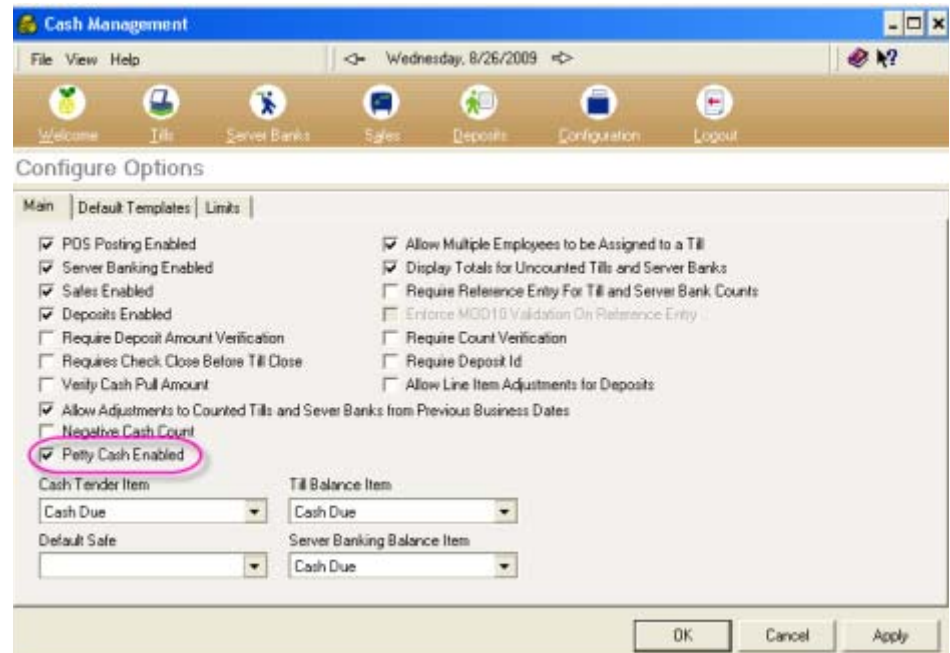 Cash Management
File View Help Wednesday, 8/26/2009
Welcome Tills Server Banks Sales Deposits Configuration Logout
Configure Options
Main Default Templates Limits
POS Posting Enabled Allow Multiple Employees to be Assigned to a Till
Server Banking Enabled Display Totals for Uncounted Tills and Server Banks
Sales Enabled Require Reference Entry For Till and Server Bank Counts
Deposits Enabled Enforce MOD10 Validation On Reference Entry
Require Deposit Amount Verification Require Count Verification
Requires Check Close Before Till Close Require Deposit Id
Verify Cash Pull Amount Allow Line Item Adjustments for Deposits
Allow Adjustments to Counted Tills and Sever Banks from Previous Business Dates
Negative Cash Count
Petty Cash Enabled
Cash Tender Item Till Balance Item
Cash Due Cash Due
Default Safe Server Banking Balance Item
Cash Due
OK Cancel Apply